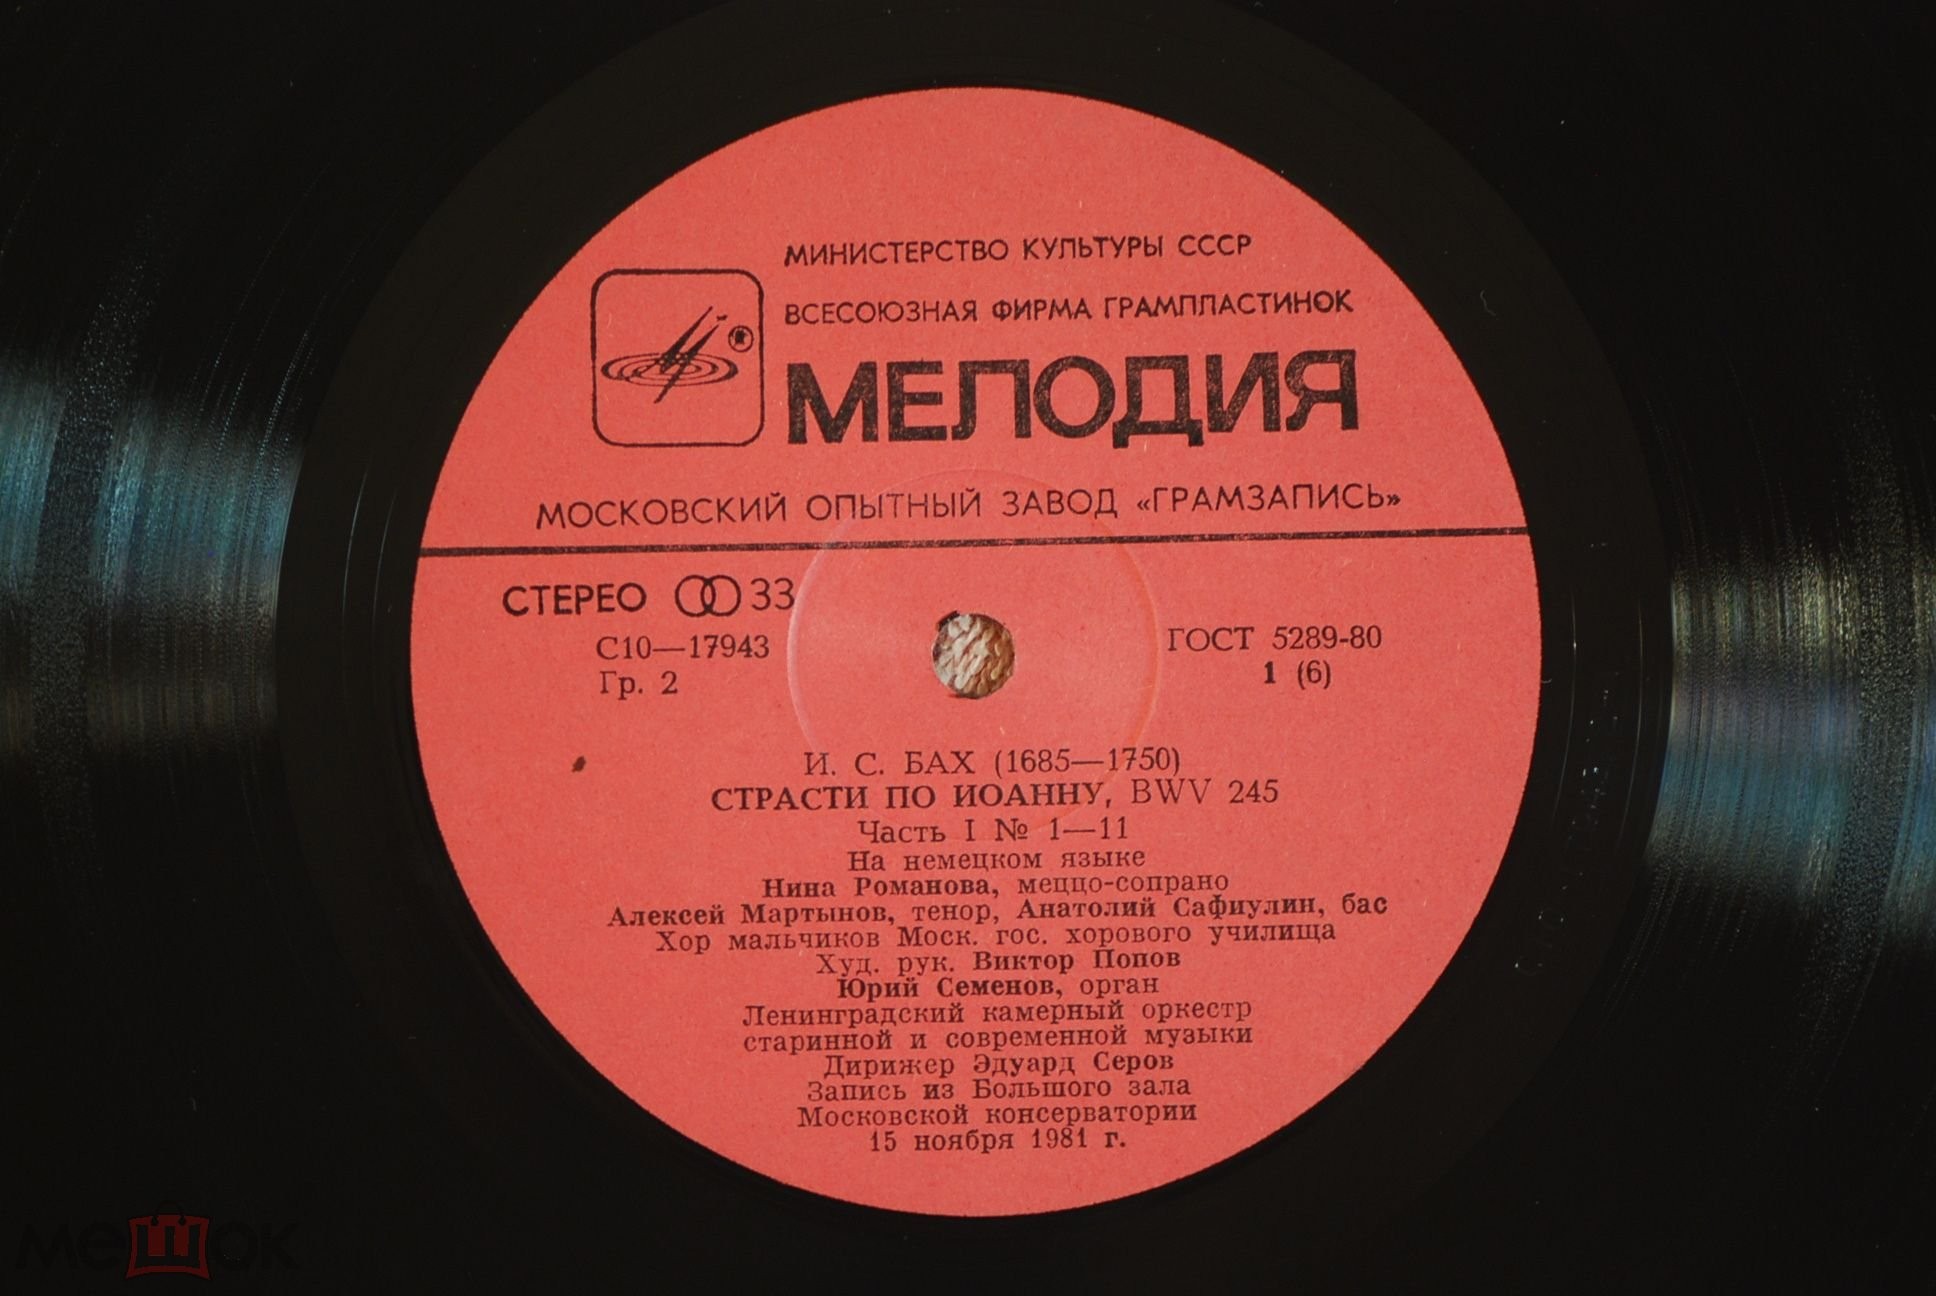 МИНИСТЕРСТВО КУЛЬТУРЫ СССР
ВСЕСОЮЗНАЯ ФИРМА ГРАМПЛАСТИНОК
МЕЛОДИЯ
МОСКОВСКИЙ ОПЫТНЫЙ ЗАВОД «ГРАМЗАПИСЬ»
СТЕРЕО 33
С10—17943
Гр. 2
ГОСТ 5289-80
1 (6)
И. С. БАХ (1685—1750)
СТРАСТИ ПО ИОАННУ, BWV 245
Часть I № 1—11
На немецком языке
Нина Романова, меццо-сопрано
Алексей Мартынов, тенор, Анатолий Сафиулин, бас
Хор мальчиков Моск. гос. хорового училища
Худ. рук. Виктор Попов
Юрий Семенов, орган
Ленинградский камерный оркестр
старинной и современной музыки
Дирижер Эдуард Серов
Запись из Большого зала
Московской консерватории
15 ноября 1981 г.
мешок